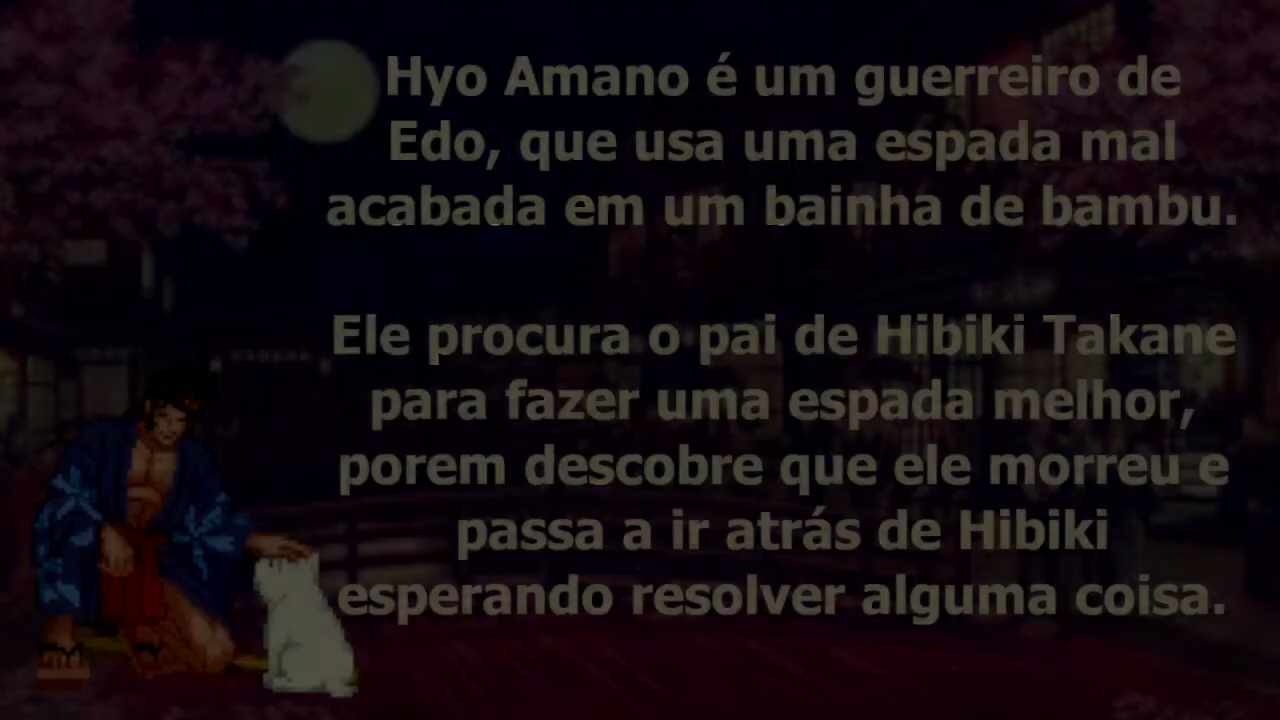 Hyo Amano é um guerreiro de
Edo, que usa uma espada mal
acabada em um bainha de bambu.
Ele procura o pai de Hibiki Takane
para fazer uma espada melhor,
porem descobre que ele morreu e
passa a ir atrás de Hibiki
esperando resolver alguma coisa.